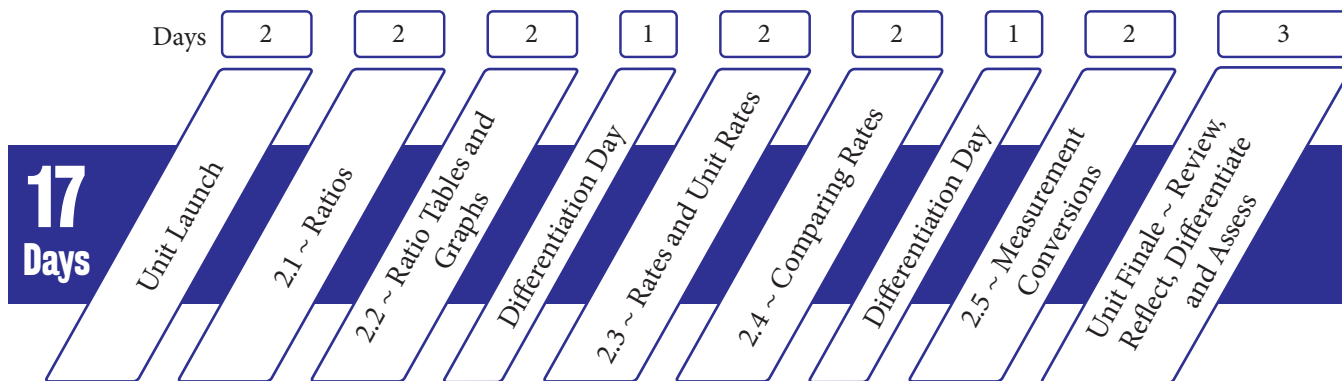 Days 2 2 2 1 2 2 1 2 3
17
Days
Unit Launch
2.1 ~ Ratios
2.2 ~ Ratio Tables and
Graphs
Differentiation Day
2.3 ~ Rates and Unit Rates
2.4 ~ Comparing Rates
Differentiation Day
2.5 ~ Measurement
Conversions
Unit Finale ~ Review,
Reflect, Differentiate
and Assess